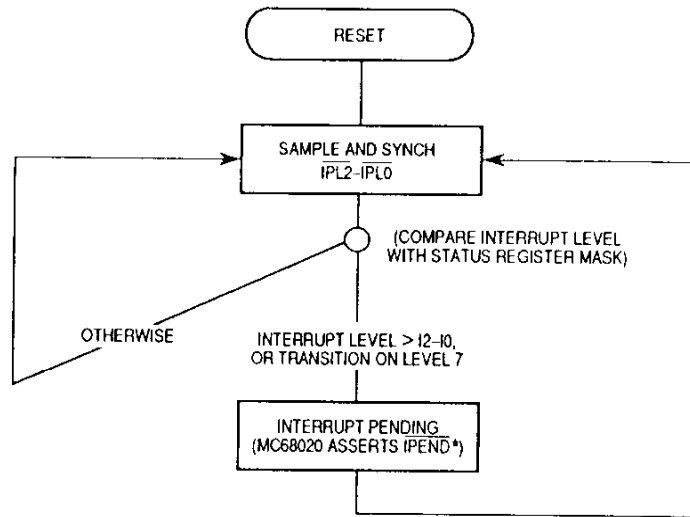 RESET
SAMPLE AND SYNCH
IPL2–IPL0
(COMPARE INTERRUPT LEVEL
WITH STATUS REGISTER MASK)
OTHERWISE
INTERRUPT LEVEL > I2–I0,
OR TRANSITION ON LEVEL 7
INTERRUPT PENDING
(MC68020 ASSERTS IPEND*)